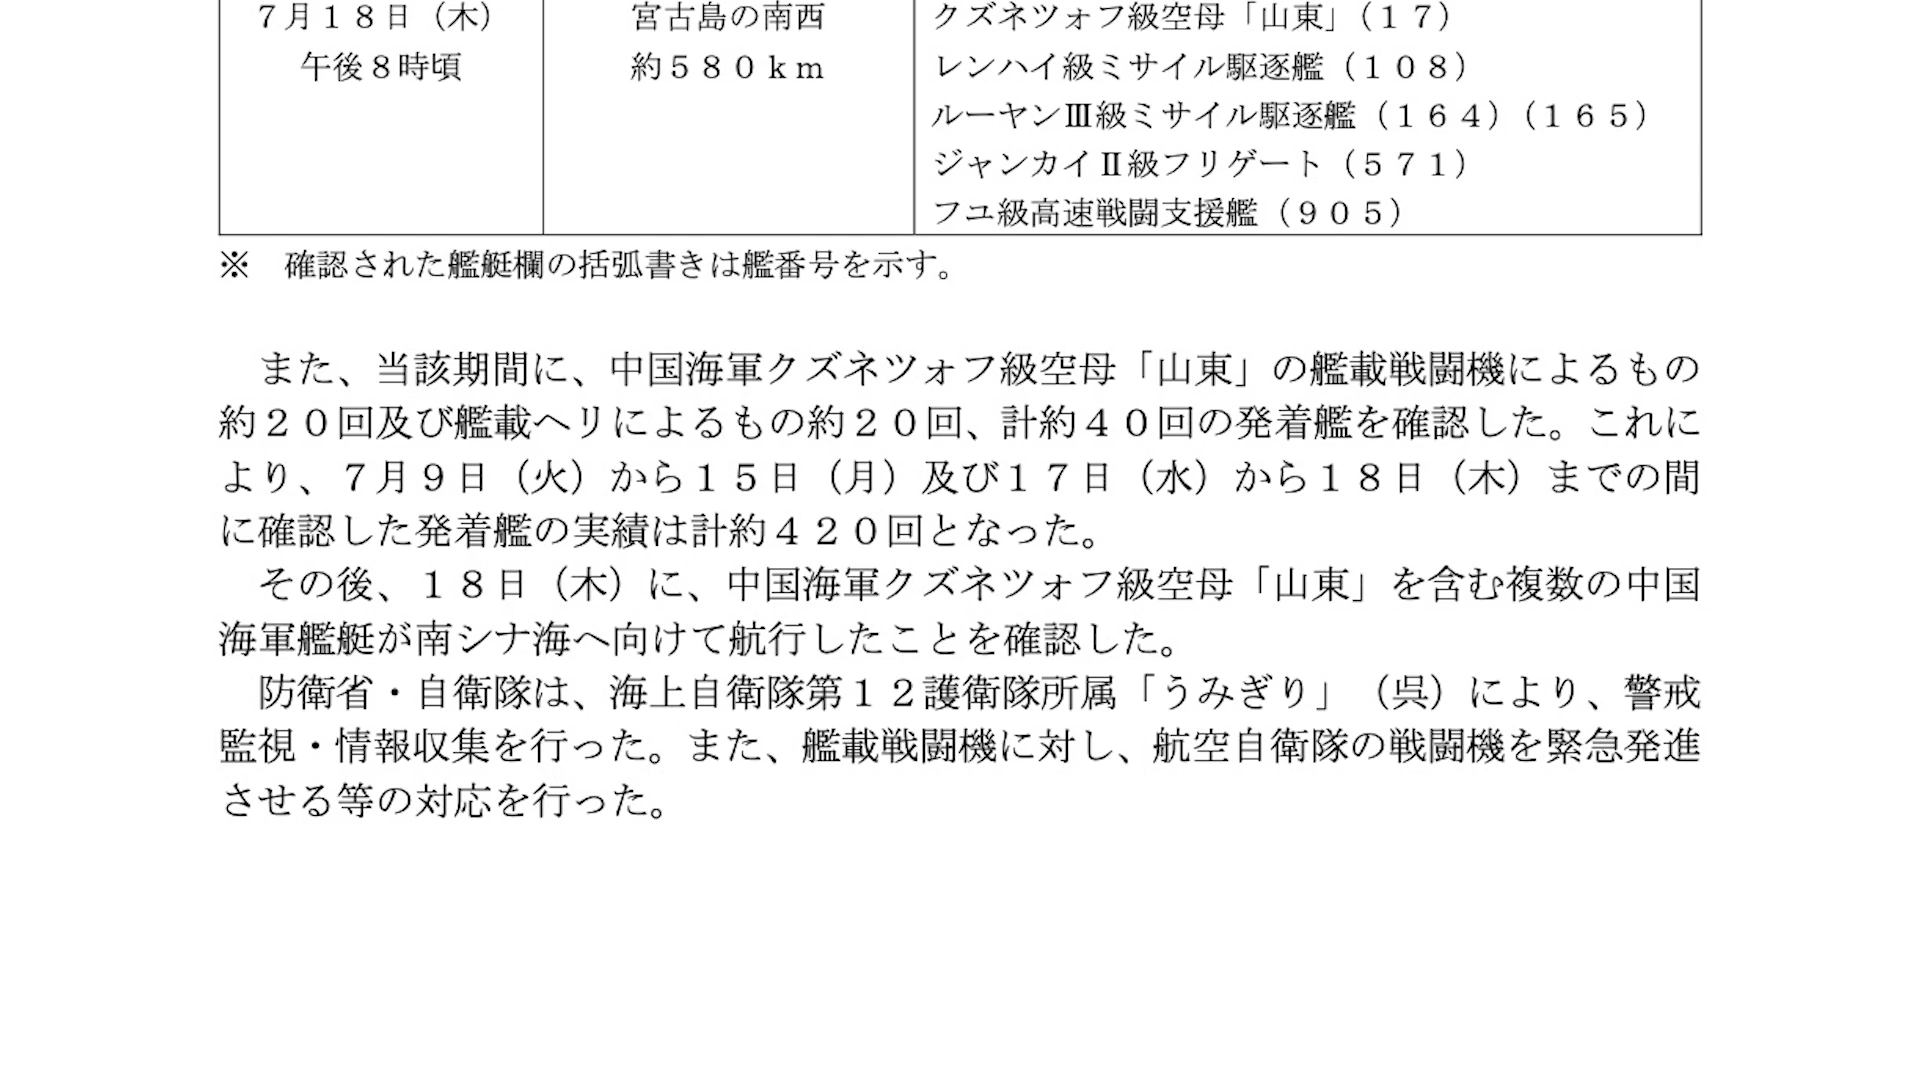 7月18日（木）
午後8時頃
宮古島の南西
約580km
クズネツォフ級空母「山東」（17）
レンハイ級ミサイル駆逐艦（108）
ルーヤンⅢ級ミサイル駆逐艦（164）（165）
ジャンカイⅡ級フリゲート（571）
フユ級高速戦闘支援艦（905）
※　確認された艦艇欄の括弧書きは艦番号を示す。
また、当該期間に、中国海軍クズネツォフ級空母「山東」の艦載戦闘機によるもの
約20回及び艦載ヘリによるもの約20回、計約40回の発着艦を確認した。これに
より、7月9日（火）から15日（月）及び17日（水）から18日（木）までの間
に確認した発着艦の実績は計約420回となった。
その後、18日（木）に、中国海軍クズネツォフ級空母「山東」を含む複数の中国
海軍艦艇が南シナ海へ向けて航行したことを確認した。
防衛省・自衛隊は、海上自衛隊第12護衛隊所属「うみぎり」（呉）により、警戒
監視・情報収集を行った。また、艦載戦闘機に対し、航空自衛隊の戦闘機を緊急発進
させる等の対応を行った。